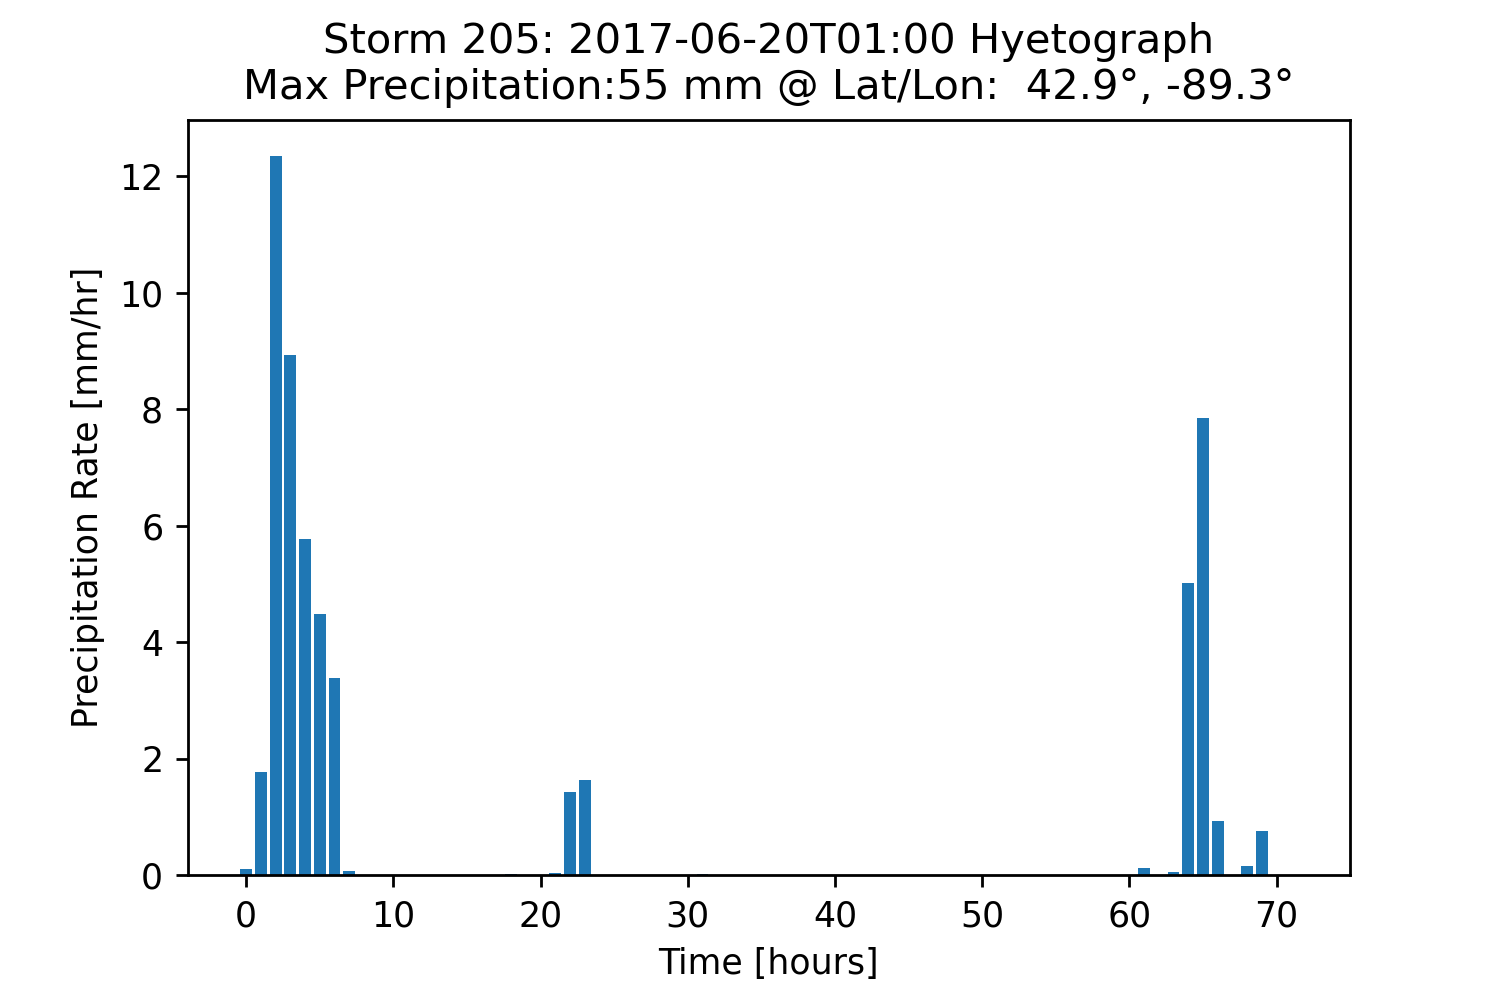 Storm 205: 2017-06-20T01:00 Hyetograph
Max Precipitation:55 mm @ Lat/Lon:  42.9°, -89.3°
Precipitation Rate [mm/hr]
12
10
8
6
4
2
0
0 10 20 30 40 50 60 70
Time [hours]